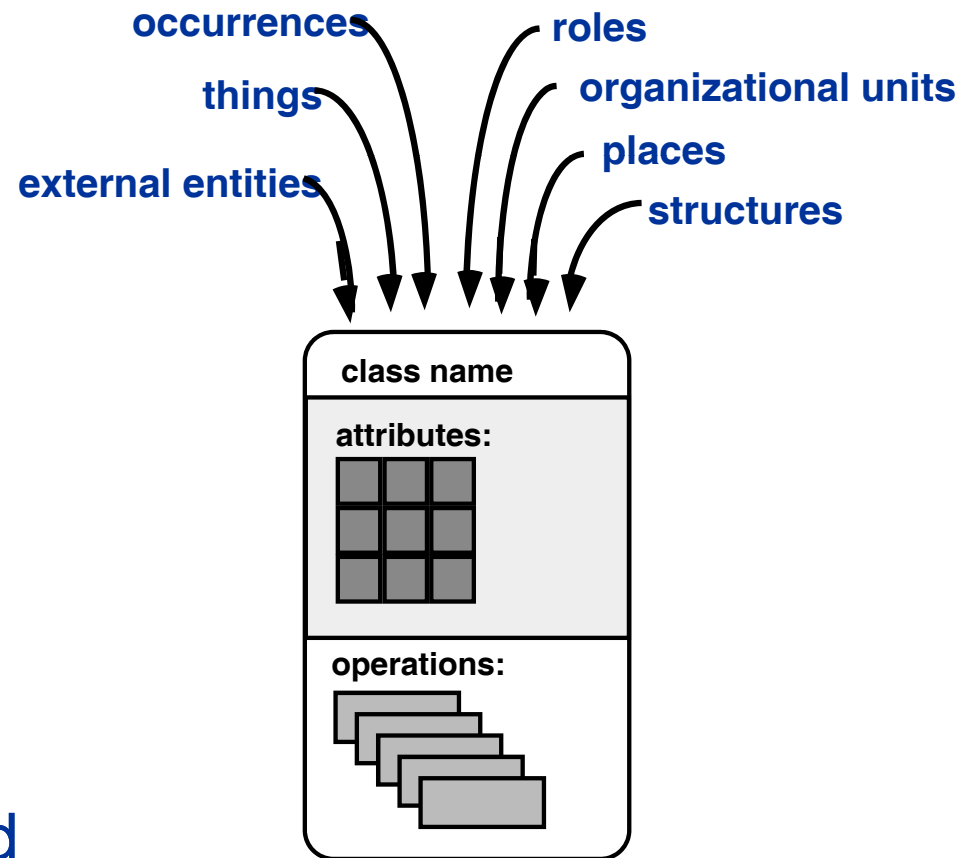 occurrences
roles
things
organizational units
places
external entities
structures
class name
attributes:
operations:
d